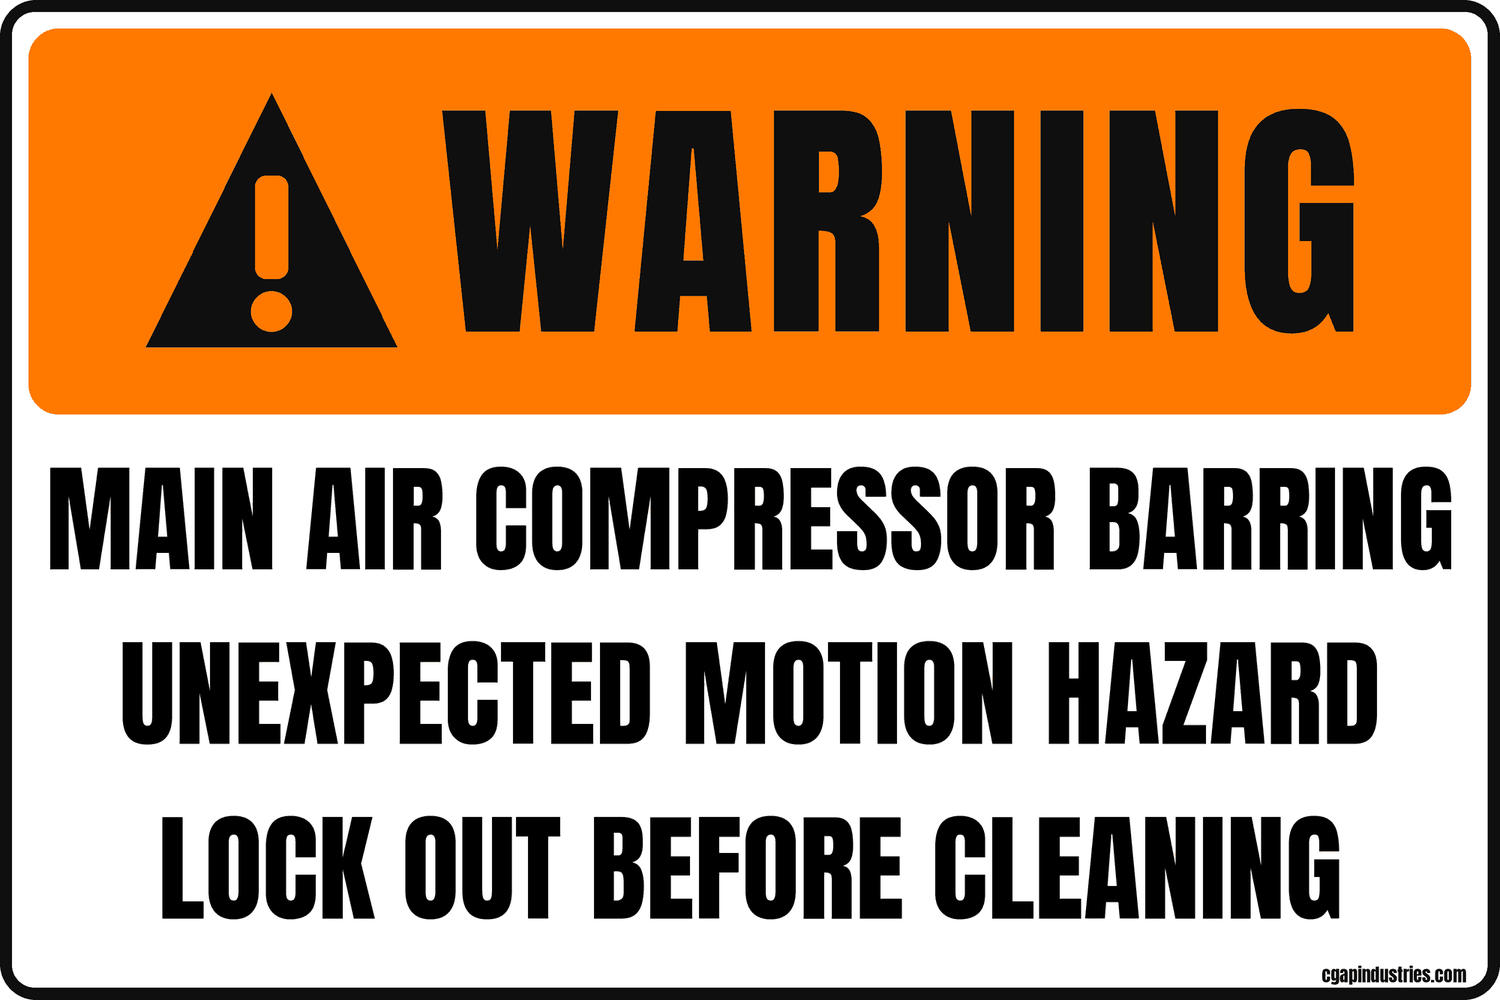 WARNING
MAIN AIR COMPRESSOR BARRING
UNEXPECTED MOTION HAZARD
LOCK OUT BEFORE CLEANING
cgapindustries.com